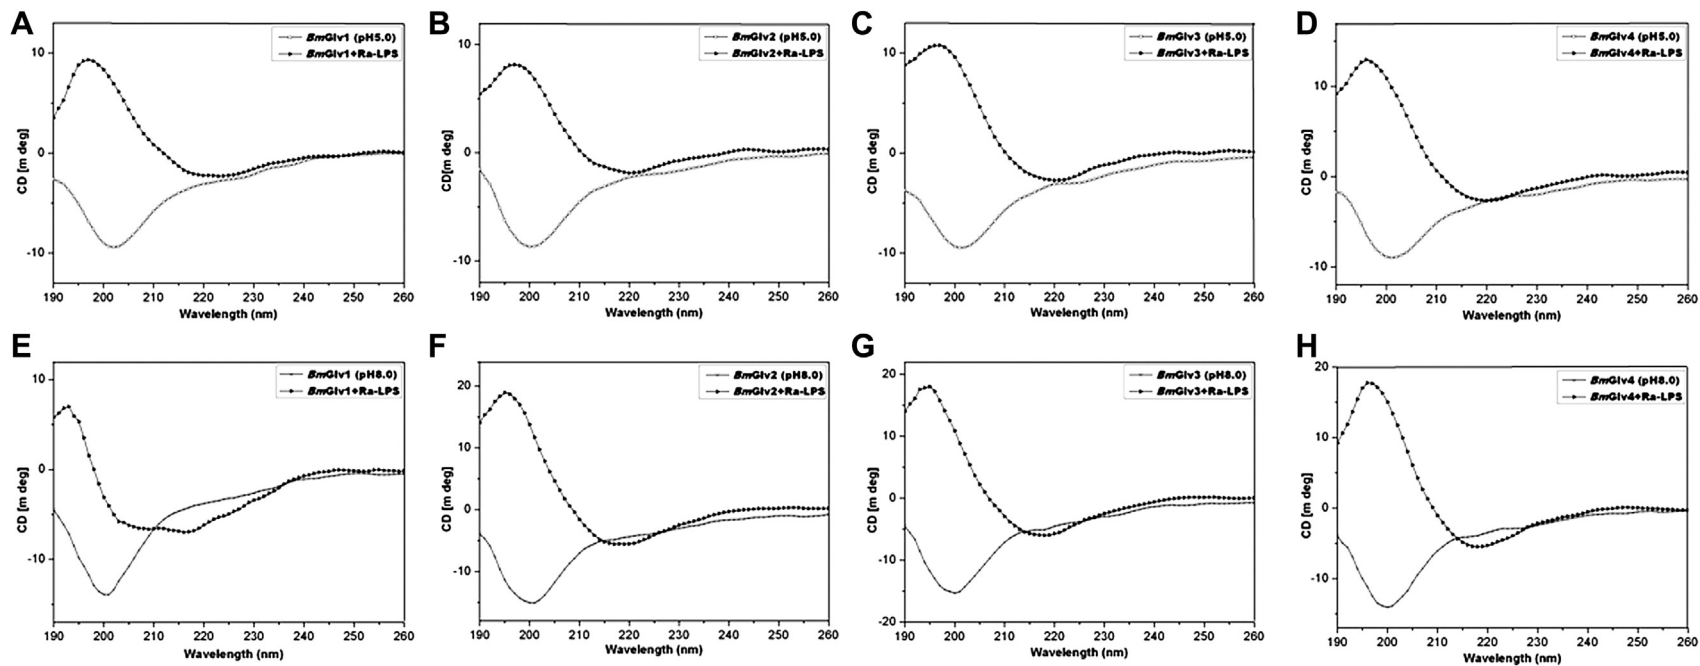 A
BmGlv1 (pH5.0)
BmGlv1+Ra-LPS
10
0
-10
CD [m deg]
190 200 210 220 230 240 250 260
Wavelength (nm)
B
BmGlv2 (pH5.0)
BmGlv2+Ra-LPS
10
0
-10
CD[m deg]
190 200 210 220 230 240 250 260
Wavelength (nm)
C
BmGlv3 (pH5.0)
BmGlv3+Ra-LPS
10
0
-10
CD [m deg]
190 200 210 220 230 240 250 260
Wavelength (nm)
D
BmGlv4 (pH5.0)
BmGlv4+Ra-LPS
10
0
-10
CD [m deg]
190 200 210 220 230 240 250 260
Wavelength (nm)
E
BmGlv1 (pH8.0)
BmGlv1+Ra-LPS
10
0
-10
CD [m deg]
190 200 210 220 230 240 250 260
Wavelength (nm)
F
BmGlv2 (pH8.0)
BmGlv2+Ra-LPS
20
10
0
-10
CD [m deg]
190 200 210 220 230 240 250 260
Wavelength (nm)
G
BmGlv3 (pH8.0)
BmGlv3+Ra-LPS
20
10
0
-10
-20
CD [m deg]
190 200 210 220 230 240 250 260
Wavelength (nm)
H
BmGlv4 (pH8.0)
BmGlv4+Ra-LPS
20
10
0
-10
CD [m deg]
190 200 210 220 230 240 250 260
Wavelength (nm)